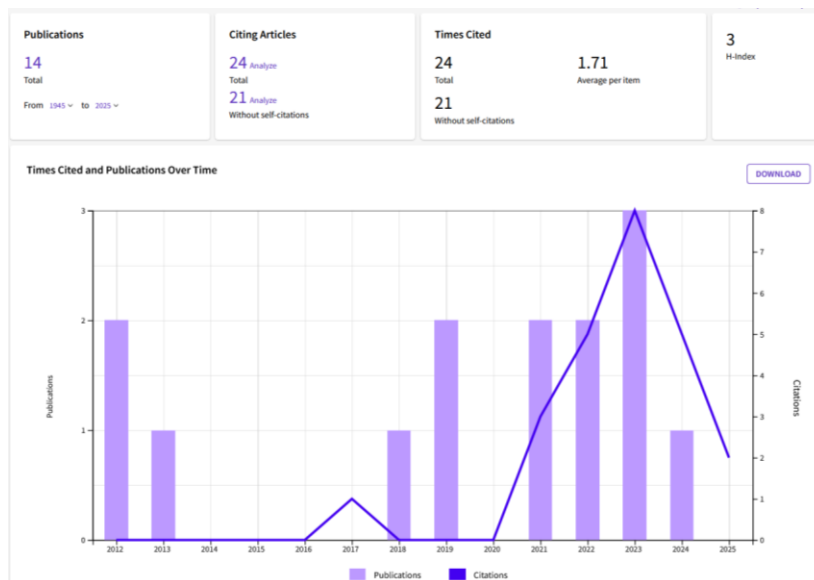 Publications
14
Total
From 1945 to 2025
Citing Articles
24 Analyze
Total
21 Analyze
Without self-citations
Times Cited
24
Total
21
Without self-citations
1.71
Average per item
3
H-Index
Times Cited and Publications Over Time
DOWNLOAD
3
2
1
0
Publications
8
7
6
5
4
3
2
1
0
Citations
2012 2013 2014 2015 2016 2017 2018 2019 2020 2021 2022 2023 2024 2025
Publications Citations